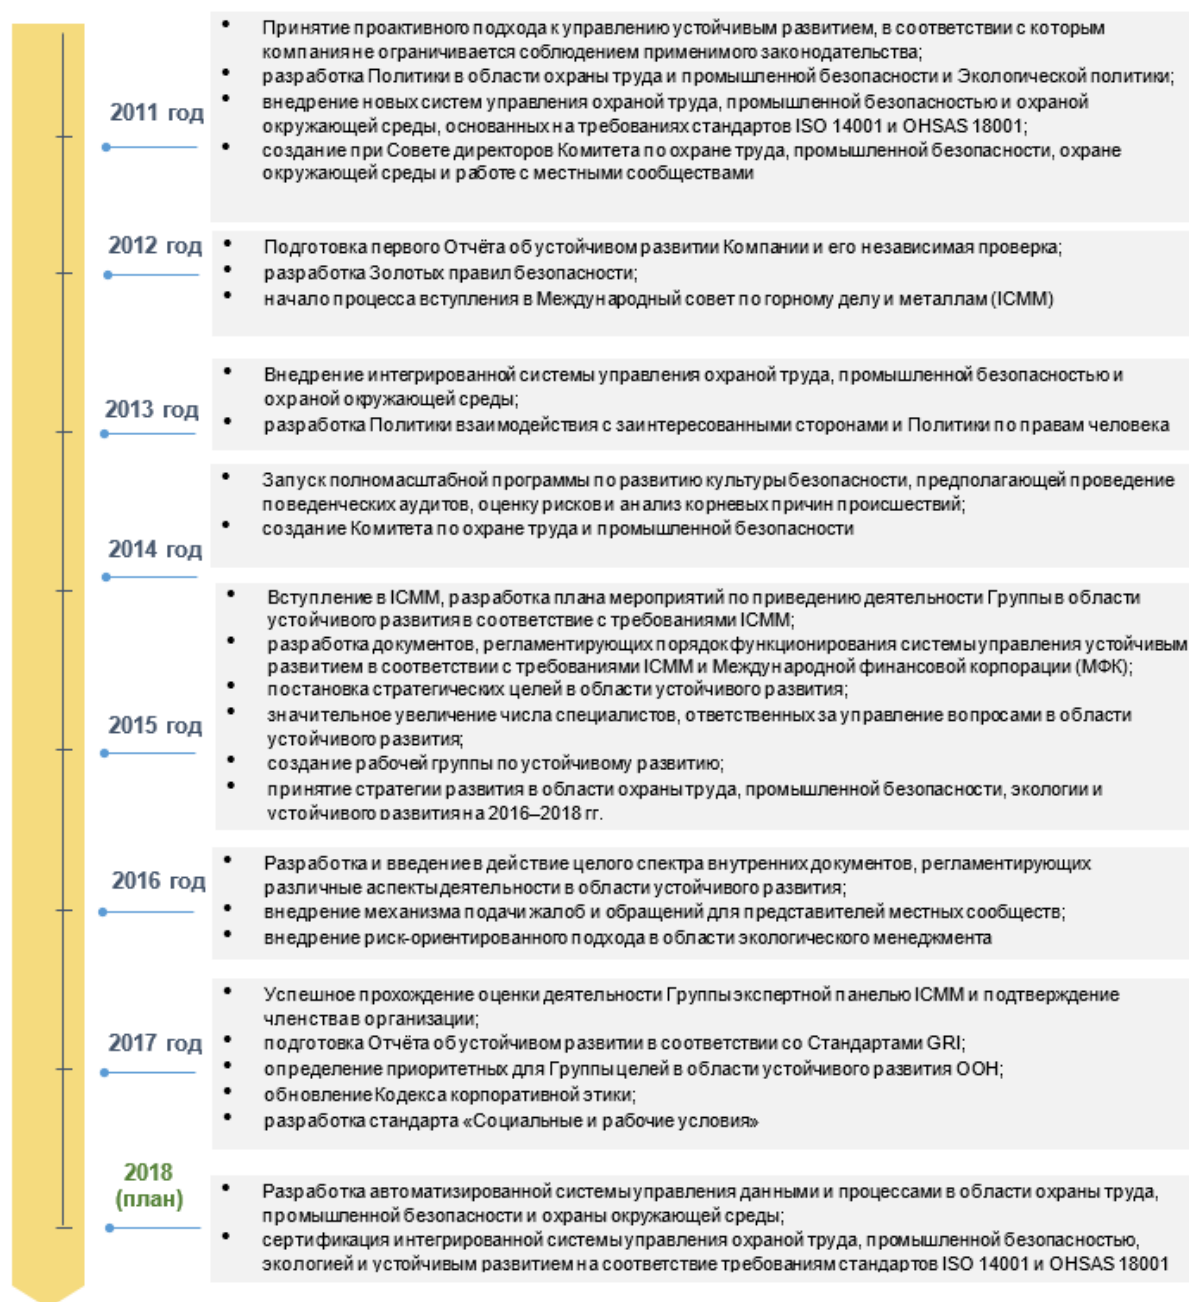 Принятие проактивного подхода к управлению устойчивым развитием, в соответствии с которым
компания не ограничивается соблюдением применимого законодательства;
разработка Политики в области охраны труда и промышленной безопасности и Экологической политики;
2011 год
внедрение новых систем управления охраной труда, промышленной безопасностью и охраной
окружающей среды, основанных на требованиях стандартов ISO 14001 и OHSAS 18001;
создание при Совете директоров Комитета по охране труда, промышленной безопасности, охране
окружающей среды и работе с местными сообществами
2012 год
Подготовка первого Отчёта об устойчивом развитии Компании и его независимая проверка;
разработка Золотых правил безопасности;
начало процесса вступления в Международный совет по горному делу и металлам (ICMM)
2013 год
Внедрение интегрированной системы управления охраной труда, промышленной безопасностью и
охраной окружающей среды;
разработка Политики взаимодействия с заинтересованными сторонами и Политики по правам человека
2014 год
Запуск полномасштабной программы по развитию культуры безопасности, предполагающей проведение
поведенческих аудитов, оценку рисков и анализ корневых причин происшествий;
создание Комитета по охране труда и промышленной безопасности
2015 год
Вступление в ICMM, разработка плана мероприятий по приведению деятельности Группы в области
устойчивого развития в соответствие с требованиями ICMM;
разработка документов, регламентирующих порядок функционирования системы управления устойчивым
развитием в соответствии с требованиями ICMM и Международной финансовой корпорации (МФК);
постановка стратегических целей в области устойчивого развития;
значительное увеличение числа специалистов, ответственных за управление вопросами в области
устойчивого развития;
создание рабочей группы по устойчивому развитию;
принятие стратегии развития в области охраны труда, промышленной безопасности, экологии и
устойчивого развития на 2016–2018 гг.
2016 год
Разработка и введение в действие целого спектра внутренних документов, регламентирующих
различные аспекты деятельности в области устойчивого развития;
внедрение механизма подачи жалоб и обращений для представителей местных сообществ;
внедрение риск-ориентированного подхода в области экологического менеджмента
2017 год
Успешное прохождение оценки деятельности Группы экспертной панелью ICMM и подтверждение
членства в организации;
подготовка Отчёта об устойчивом развитии в соответствии со Стандартами GRI;
определение приоритетных для Группы целей в области устойчивого развития ООН;
обновление Кодекса корпоративной этики;
разработка стандарта «Социальные и рабочие условия»
2018
(план)
Разработка автоматизированной системы управления данными и процессами в области охраны труда,
промышленной безопасности и охраны окружающей среды;
сертификация интегрированной системы управления охраной труда, промышленной безопасностью,
экологией и устойчивым развитием на соответствие требованиям стандартов ISO 14001 и OHSAS 18001